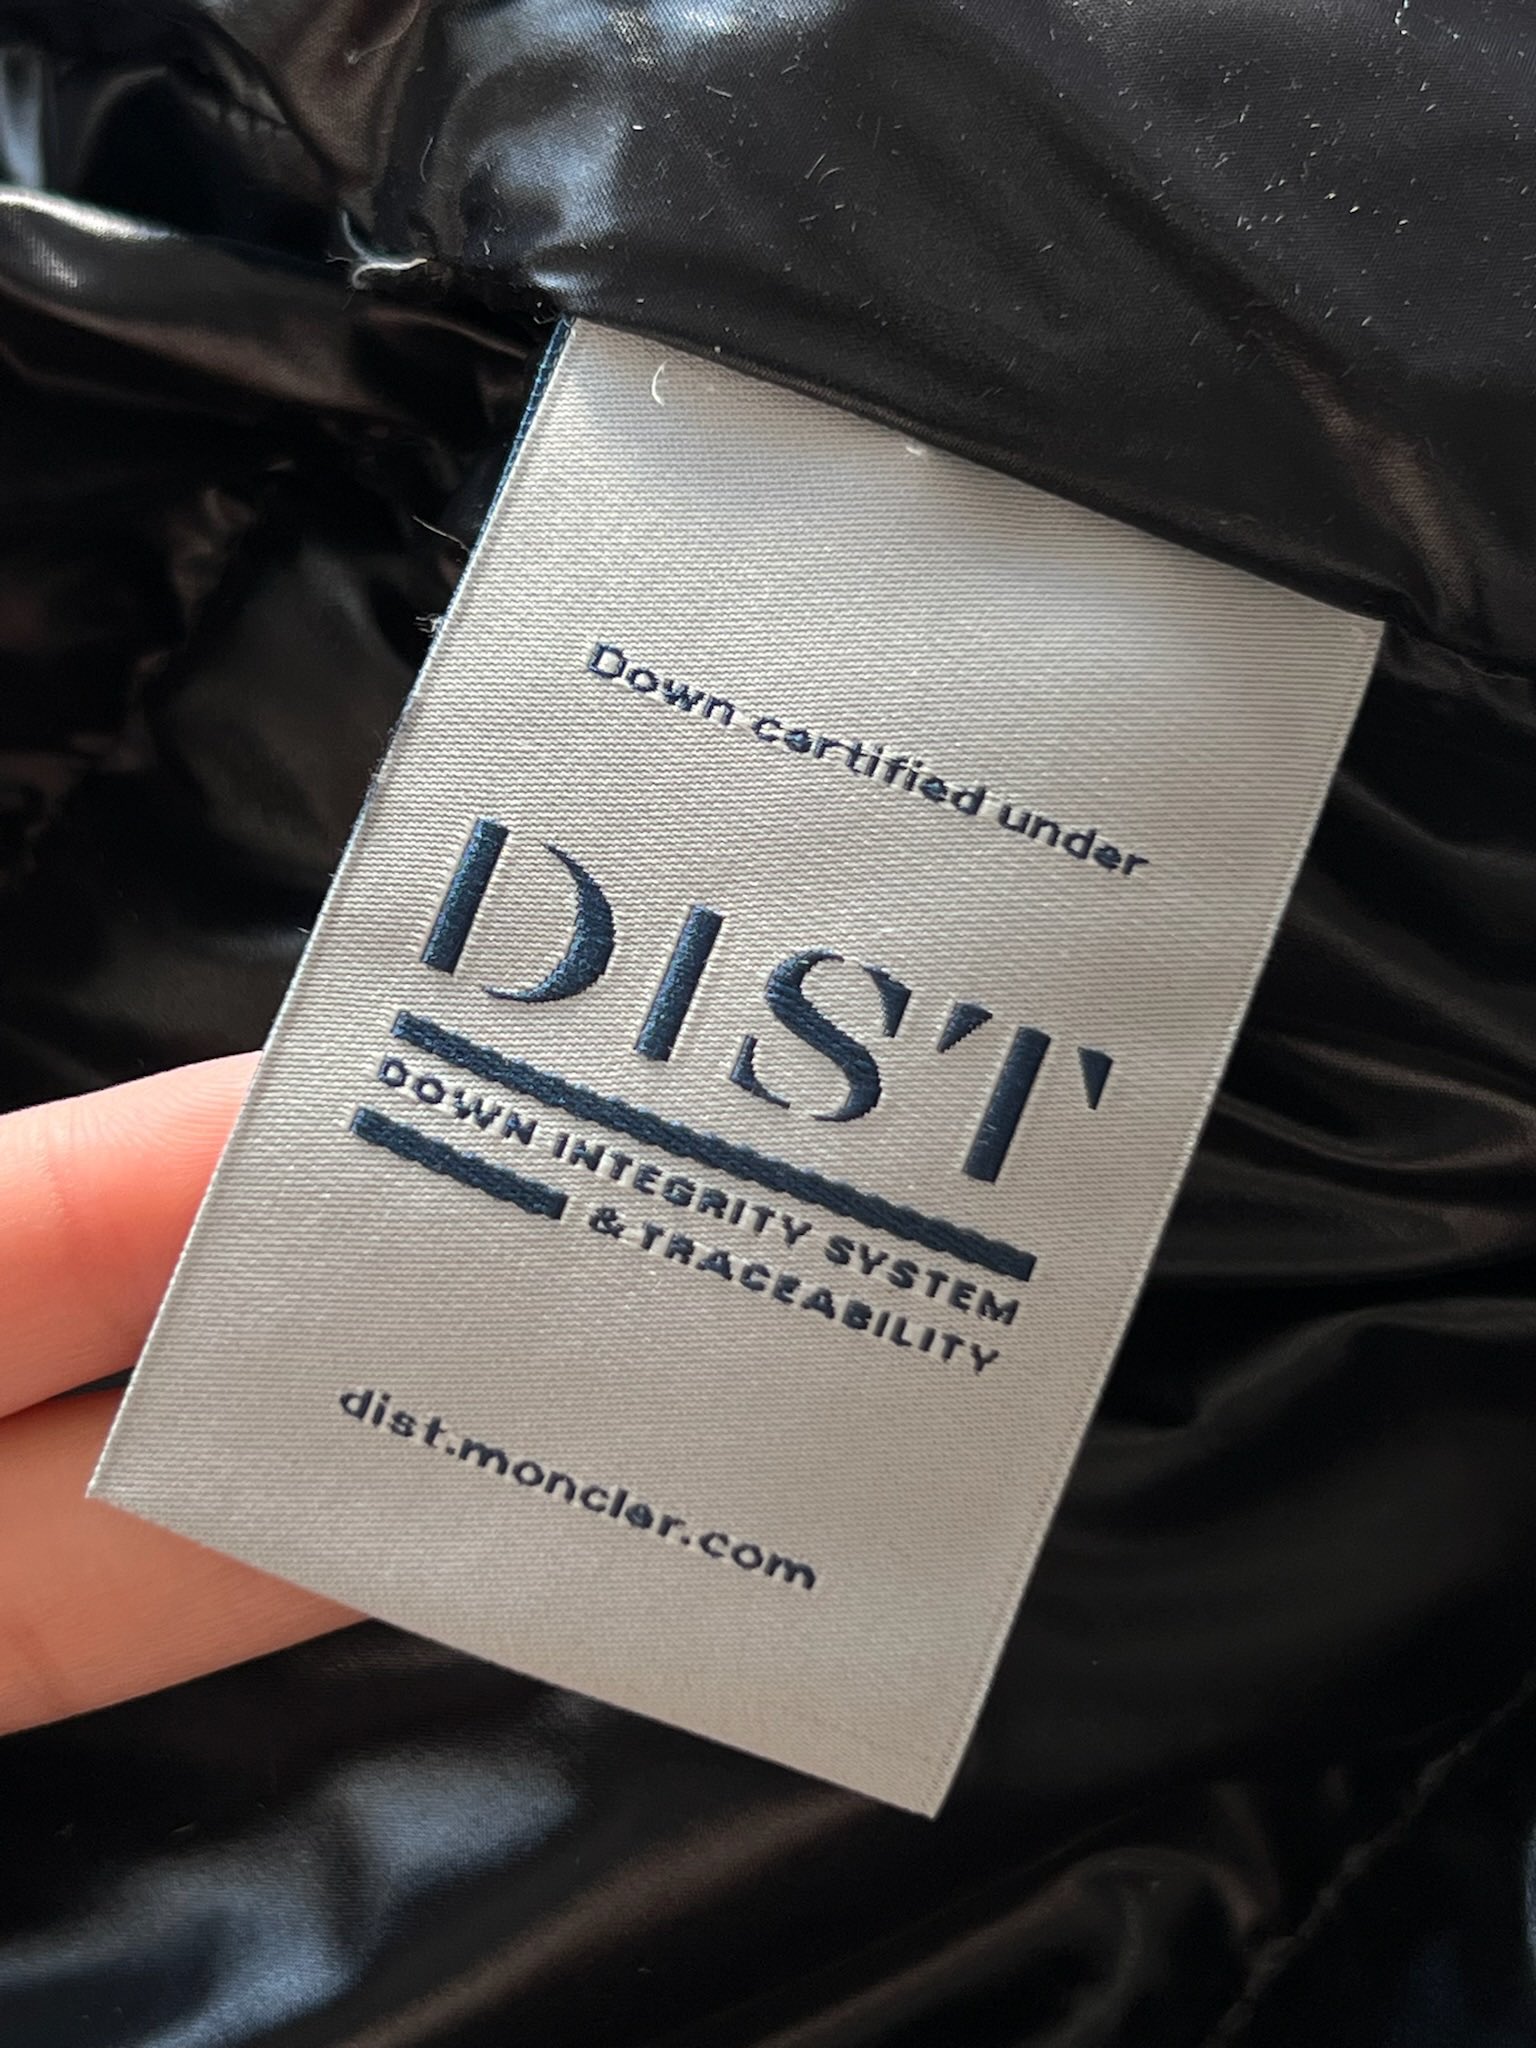 Down certified under
DIST
DOWN INTEGRITY SYSTEM
& TRACEABILITY
dist.moncler.com